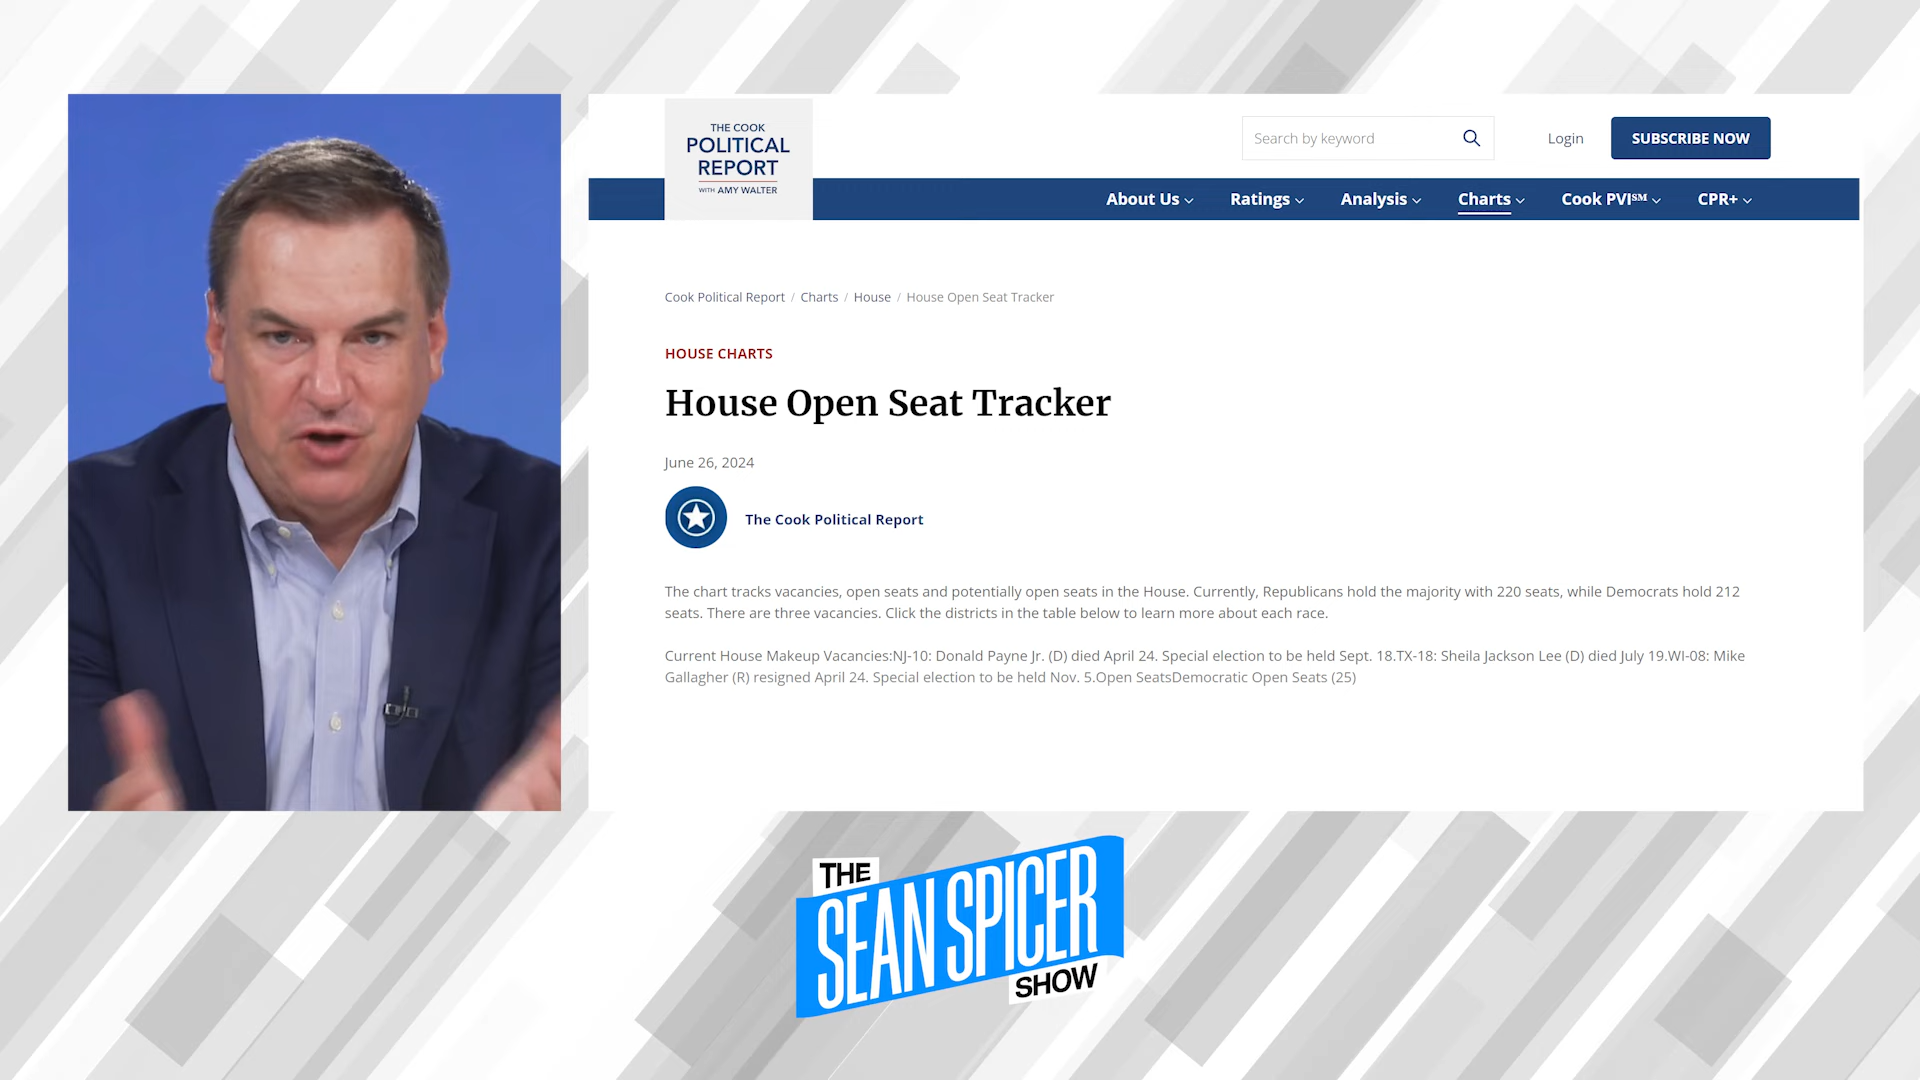 THE COOK
POLITICAL
REPORT
WITH AMY WALTER
Search by keyword
Login
SUBSCRIBE NOW
About Us
Ratings
Analysis
Charts
Cook PVI℠
CPR+
Cook Political Report / Charts / House / House Open Seat Tracker
HOUSE CHARTS
House Open Seat Tracker
June 26, 2024
The Cook Political Report
The chart tracks vacancies, open seats and potentially open seats in the House. Currently, Republicans hold the majority with 220 seats, while Democrats hold 212
seats. There are three vacancies. Click the districts in the table below to learn more about each race.
Current House Makeup Vacancies:NJ-10: Donald Payne Jr. (D) died April 24. Special election to be held Sept. 18.TX-18: Sheila Jackson Lee (D) died July 19.WI-08: Mike
Gallagher (R) resigned April 24. Special election to be held Nov. 5.Open SeatsDemocratic Open Seats (25)
THE
SEAN SPICER
SHOW